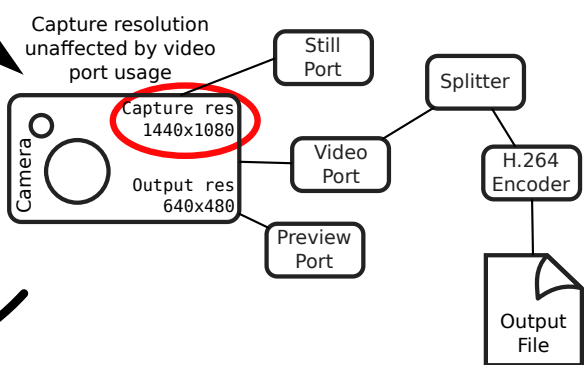 Capture resolution
unaffected by video
port usage
Still
Port
Splitter
Capture res
1440x1080
Camera
Video
Port
H.264
Encoder
Output res
640x480
Preview
Port
Output
File